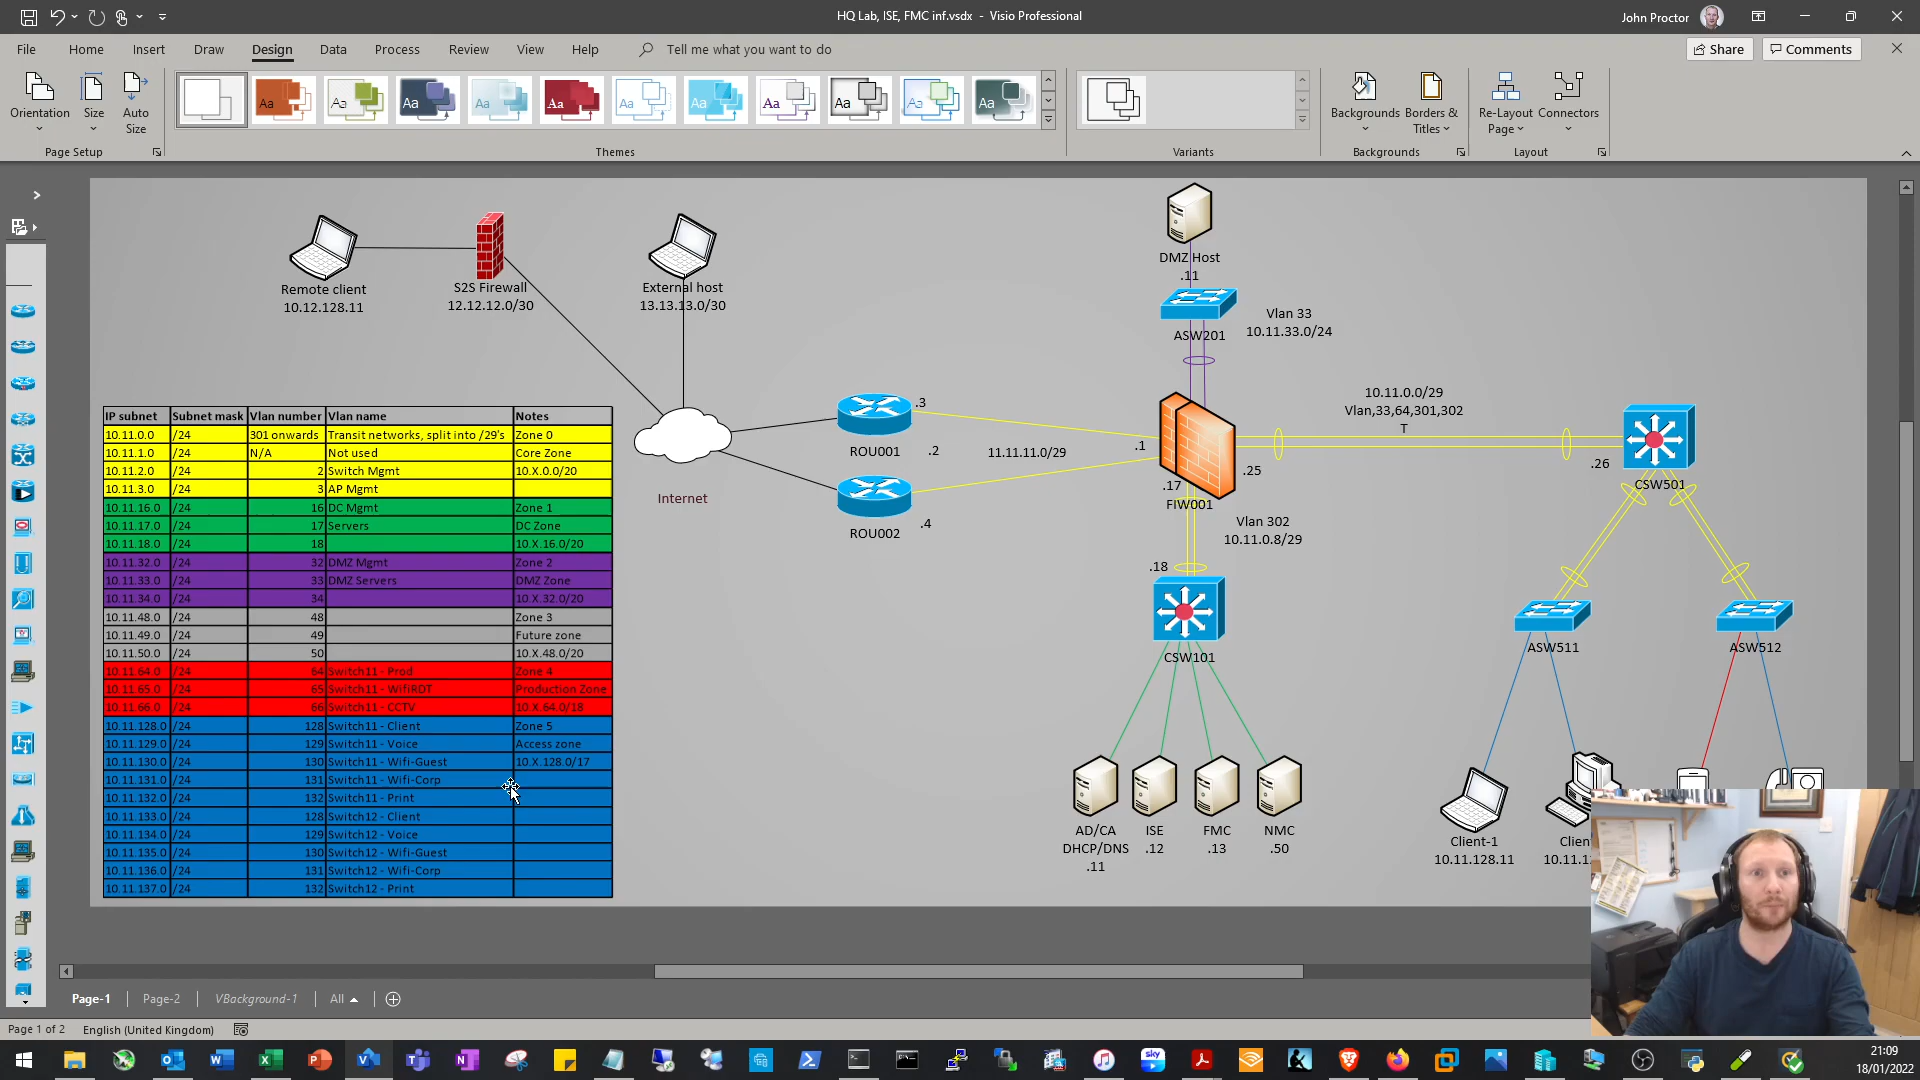 HQ Lab, ISE, FMC inf.vsdx - Visio Professional
John Proctor
File Home Insert Draw Design Data Process Review View Help Tell me what you want to do
Share Comments
Orientation Size Auto Size
Page Setup
Aa Aa Aa Aa Aa Aa Aa Aa Aa Aa Aa
Themes
Variants
Backgrounds Borders & Titles
Backgrounds
Re-Layout Page Connectors
Layout
Remote client
10.12.128.11
S2S Firewall
12.12.12.0/30
External host
13.13.13.0/30
DMZ Host
.11
ASW201
Vlan 33
10.11.33.0/24
IP subnet Subnet mask Vlan number Vlan name Notes
10.11.0.0 /24 301 onwards Transit networks, split into /29's Zone 0
10.11.1.0 /24 N/A Not used Core Zone
10.11.2.0 /24 2 Switch Mgmt 10.X.0.0/20
10.11.3.0 /24 3 AP Mgmt
10.11.16.0 /24 16 DC Mgmt Zone 1
10.11.17.0 /24 17 Servers DC Zone
10.11.18.0 /24 18 10.X.16.0/20
10.11.32.0 /24 32 DMZ Mgmt Zone 2
10.11.33.0 /24 33 DMZ Servers DMZ Zone
10.11.34.0 /24 34 10.X.32.0/20
10.11.48.0 /24 48 Zone 3
10.11.49.0 /24 49 Future zone
10.11.50.0 /24 50 10.X.48.0/20
10.11.64.0 /24 64 Switch11 - Prod Zone 4
10.11.65.0 /24 65 Switch11 - WifiRDT Production Zone
10.11.66.0 /24 66 Switch11 - CCTV 10.X.64.0/18
10.11.128.0 /24 128 Switch11 - Client Zone 5
10.11.129.0 /24 129 Switch11 - Voice Access zone
10.11.130.0 /24 130 Switch11 - Wifi-Guest 10.X.128.0/17
10.11.131.0 /24 131 Switch11 - Wifi-Corp
10.11.132.0 /24 132 Switch11 - Print
10.11.133.0 /24 128 Switch12 - Client
10.11.134.0 /24 129 Switch12 - Voice
10.11.135.0 /24 130 Switch12 - Wifi-Guest
10.11.136.0 /24 131 Switch12 - Wifi-Corp
10.11.137.0 /24 132 Switch12 - Print
Internet
.3
ROU001
.2
ROU002
.4
11.11.11.0/29
.1
.17
FIW001
.25
10.11.0.0/29
Vlan,33,64,301,302
T
.26
CSW501
Vlan 302
10.11.0.8/29
.18
CSW101
ASW511
ASW512
AD/CA
DHCP/DNS
.11
ISE
.12
FMC
.13
NMC
.50
Client-1
10.11.128.11
Clien
10.11.1
Page-1 Page-2 VBackground-1 All
Page 1 of 2 English (United Kingdom)
sky
21:09
18/01/2022